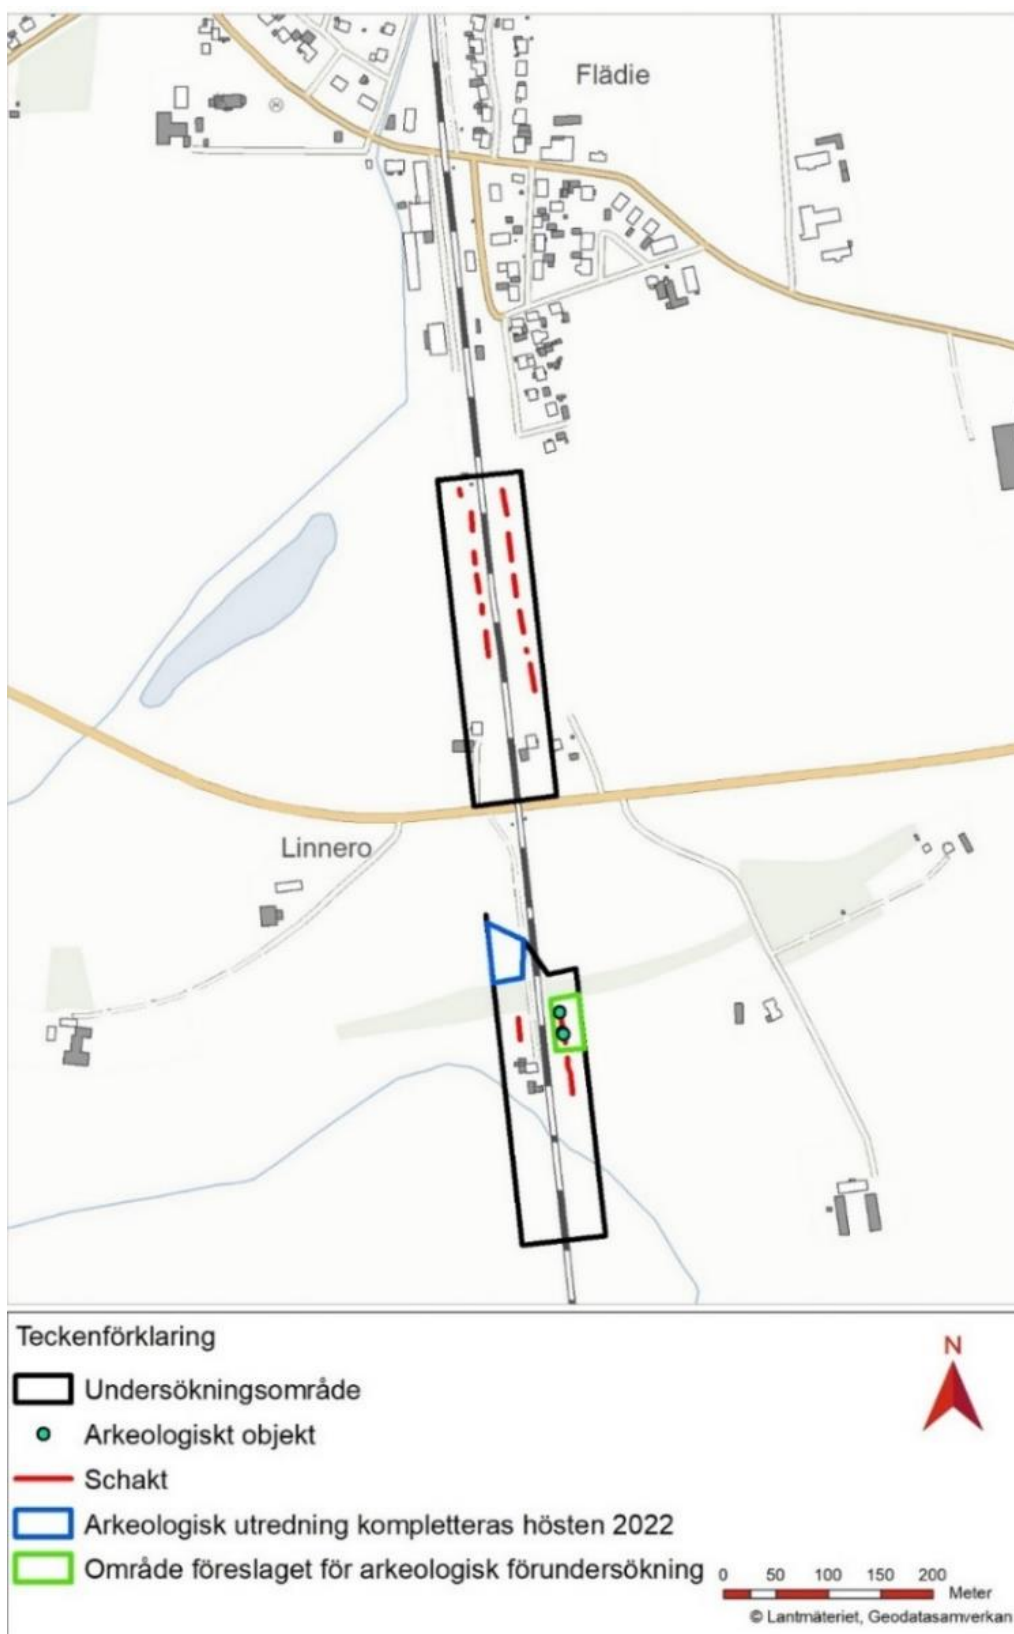 Flädie
Linnero
Teckenförklaring
N
Undersökningsområde
Arkeologiskt objekt
Schakt
Arkeologisk utredning kompletteras hösten 2022
Område föreslaget för arkeologisk förundersökning
0 50 100 150 200
Meter
© Lantmäteriet, Geodatasamverkan